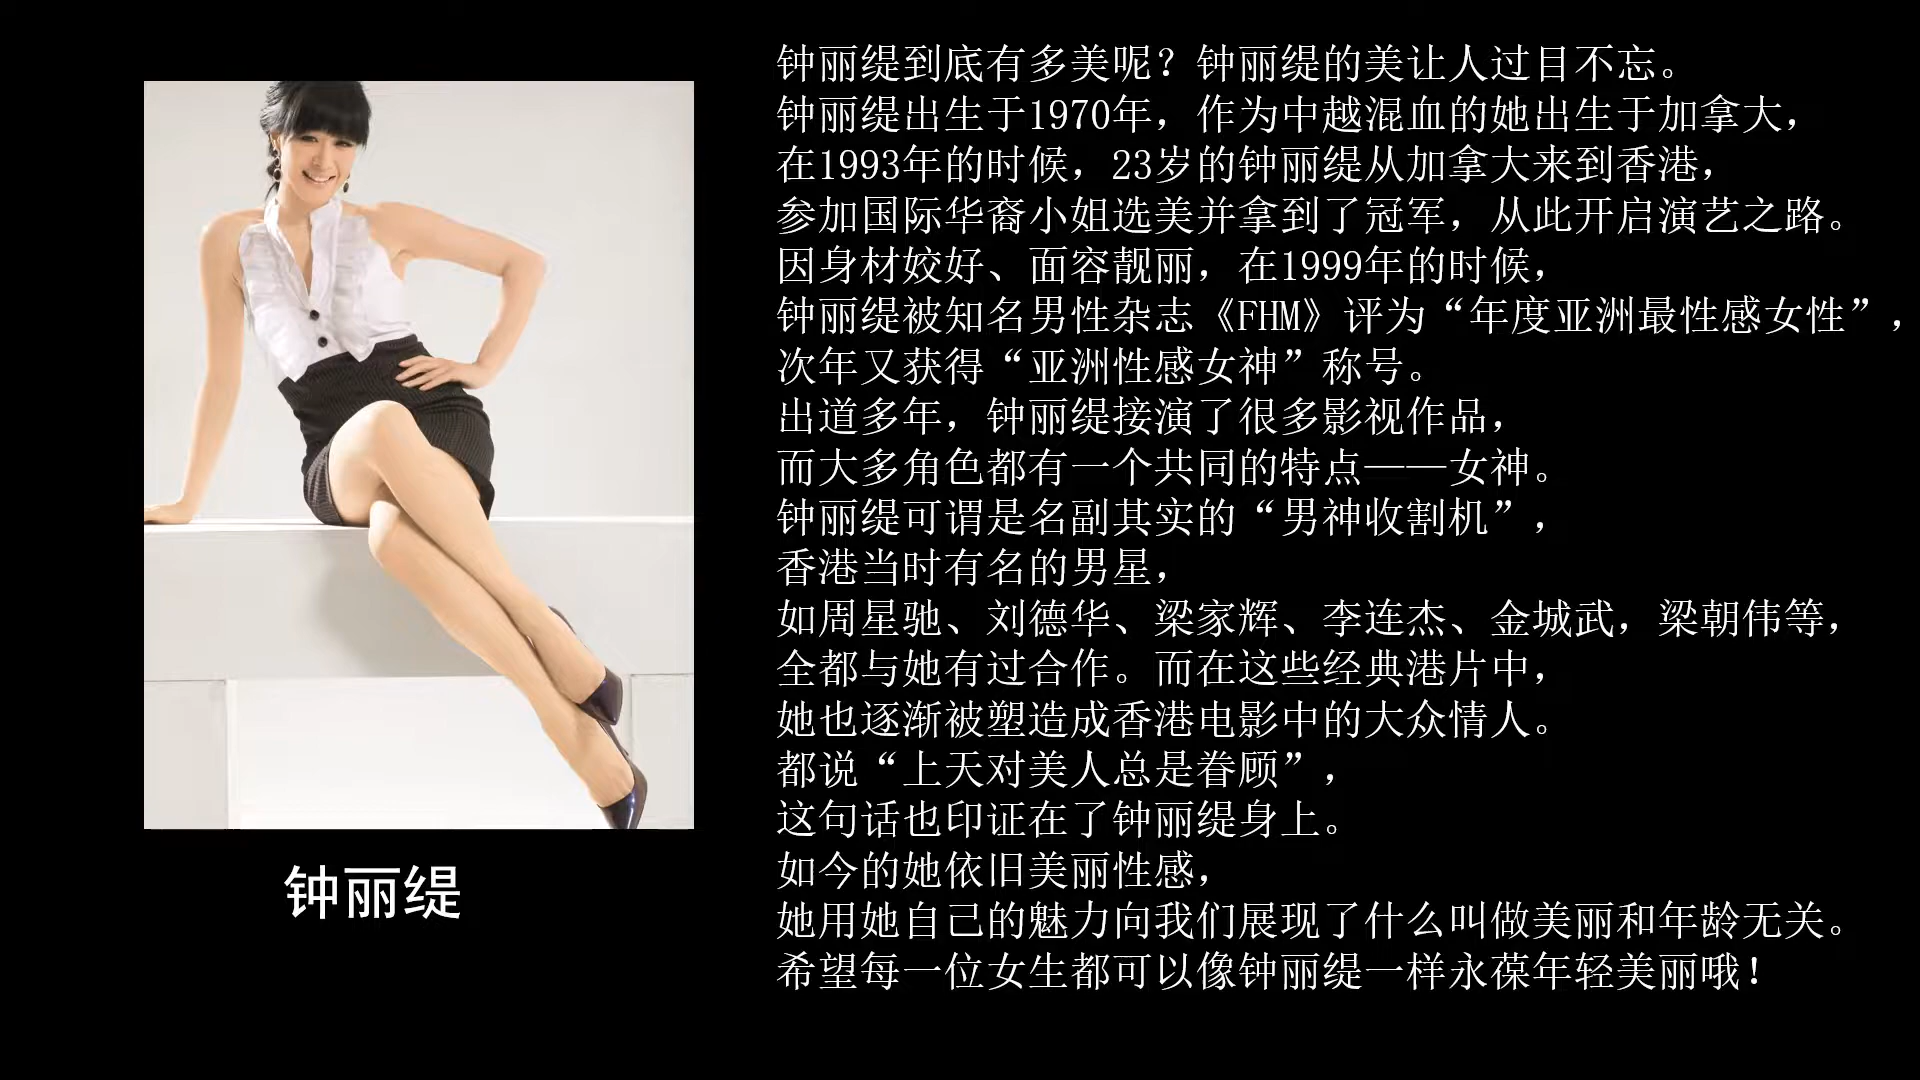 钟丽缇到底有多美呢？钟丽缇的美让人过目不忘。
钟丽缇出生于1970年，作为中越混血的她出生于加拿大，
在1993年的时候，23岁的钟丽缇从加拿大来到香港，
参加国际华裔小姐选美并拿到了冠军，从此开启演艺之路。
因身材姣好、面容靓丽，在1999年的时候，
钟丽缇被知名男性杂志《FHM》评为“年度亚洲最性感女性”，
次年又获得“亚洲性感女神”称号。
出道多年，钟丽缇接演了很多影视作品，
而大多角色都有一个共同的特点——女神。
钟丽缇可谓是名副其实的“男神收割机”，
香港当时有名的男星，
如周星驰、刘德华、梁家辉、李连杰、金城武，梁朝伟等，
全都与她有过合作。而在这些经典港片中，
她也逐渐被塑造成香港电影中的大众情人。
都说“上天对美人总是眷顾”，
这句话也印证在了钟丽缇身上。
如今的她依旧美丽性感，
她用她自己的魅力向我们展现了什么叫做美丽和年龄无关。
希望每一位女生都可以像钟丽缇一样永葆年轻美丽哦！
钟丽缇